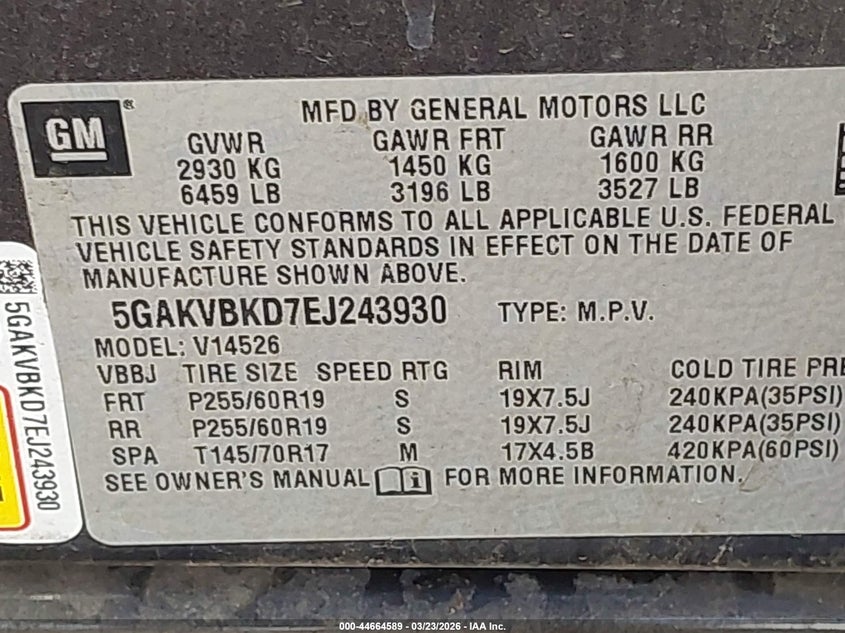 GM®
MFD BY GENERAL MOTORS LLC
GVWR GAWR FRT GAWR RR
2930 KG 1450 KG 1600 KG
6459 LB 3196 LB 3527 LB
THIS VEHICLE CONFORMS TO ALL APPLICABLE U.S. FEDERAL
VEHICLE SAFETY STANDARDS IN EFFECT ON THE DATE OF
MANUFACTURE SHOWN ABOVE.
5GAKVBKD7EJ243930 TYPE: M.P.V.
MODEL: V14526
VBBJ TIRE SIZE SPEED RTG RIM COLD TIRE PRE
FRT P255/60R19 S 19X7.5J 240KPA(35PSI)
RR P255/60R19 S 19X7.5J 240KPA(35PSI)
SPA T145/70R17 M 17X4.5B 420KPA(60PSI)
SEE OWNER'S MANUAL i FOR MORE INFORMATION.
5GAKVBKD7EJ243930
000-44664589 - 03/23/2026 - IAA Inc.